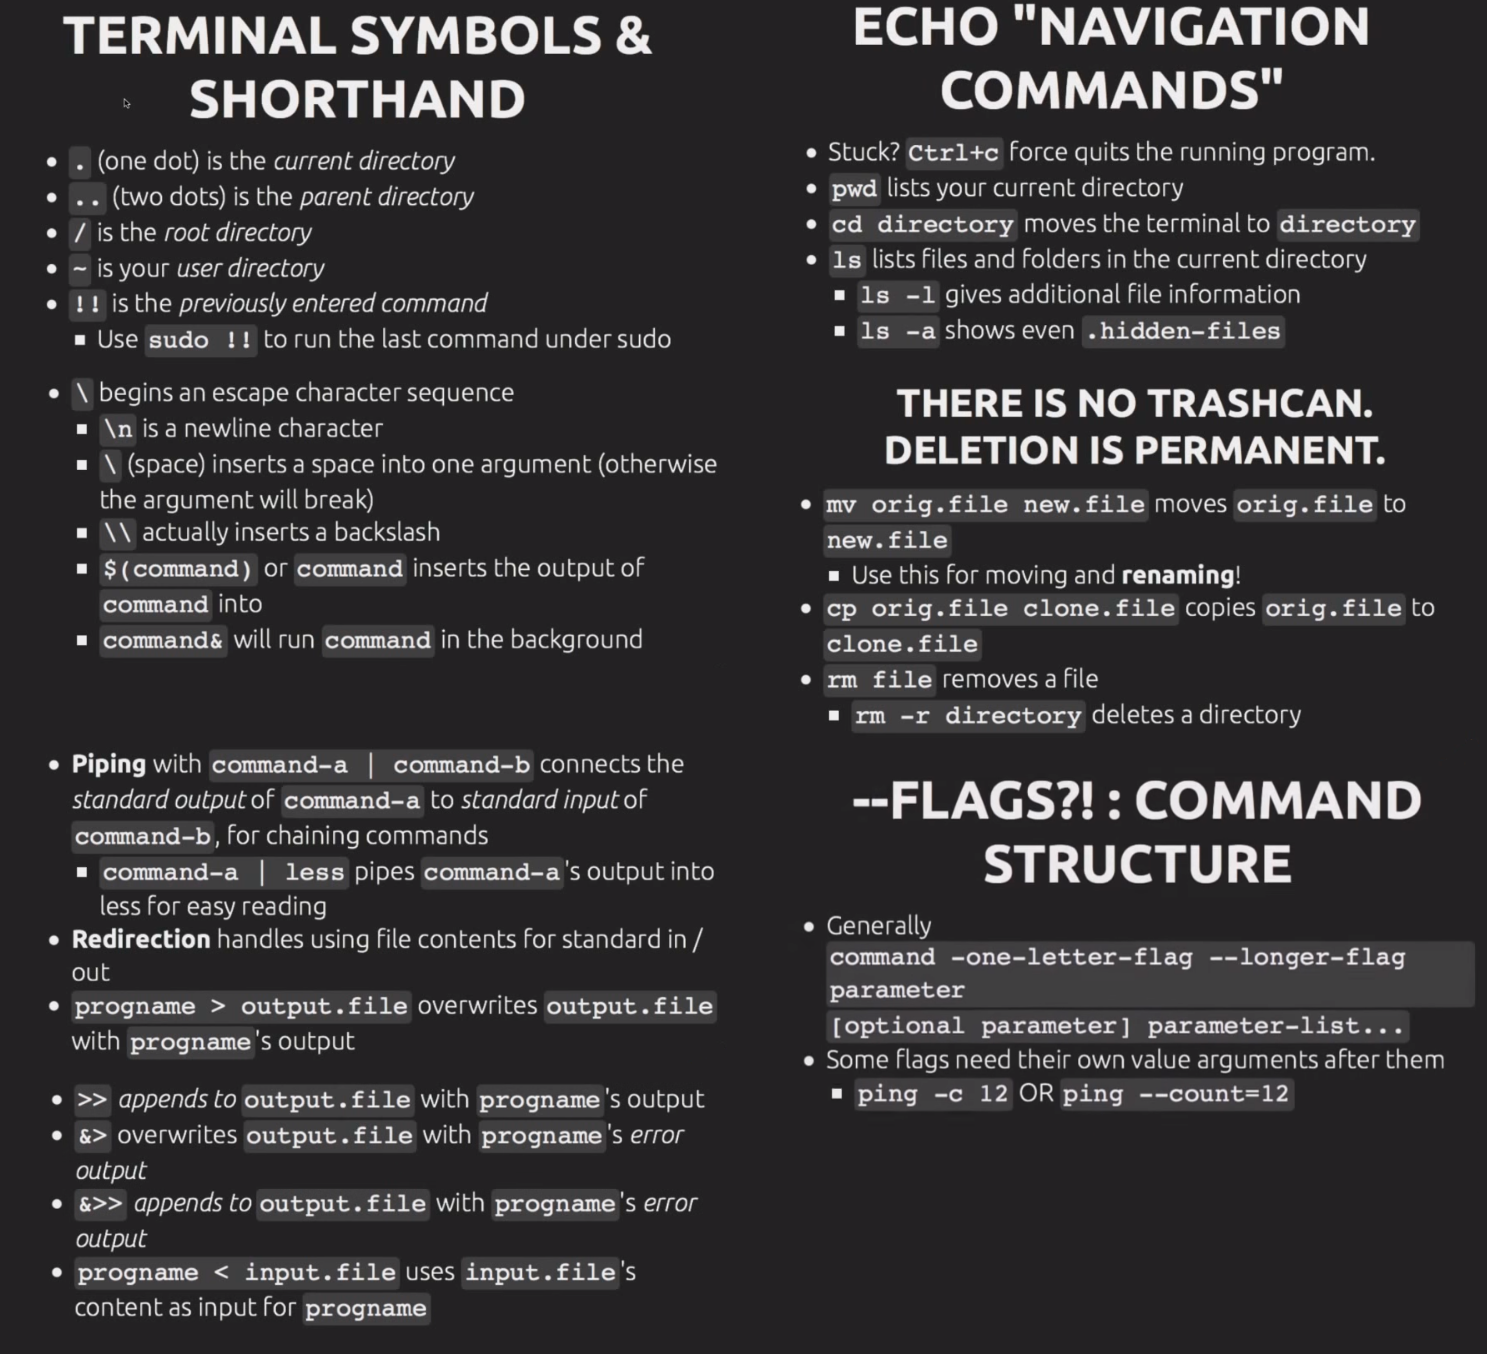 TERMINAL SYMBOLS &
SHORTHAND
. (one dot) is the current directory
.. (two dots) is the parent directory
/ is the root directory
~ is your user directory
!! is the previously entered command
Use sudo !! to run the last command under sudo
\ begins an escape character sequence
\n is a newline character
\ (space) inserts a space into one argument (otherwise
the argument will break)
\\ actually inserts a backslash
$(command) or command inserts the output of
command into
command& will run command in the background
Piping with command-a | command-b connects the
standard output of command-a to standard input of
command-b, for chaining commands
command-a | less pipes command-a's output into
less for easy reading
Redirection handles using file contents for standard in /
out
progname > output.file overwrites output.file
with progname's output
>> appends to output.file with progname's output
&> overwrites output.file with progname's error
output
&>> appends to output.file with progname's error
output
progname < input.file uses input.file's
content as input for progname
ECHO "NAVIGATION
COMMANDS"
Stuck? Ctrl+c force quits the running program.
pwd lists your current directory
cd directory moves the terminal to directory
ls lists files and folders in the current directory
ls -l gives additional file information
ls -a shows even .hidden-files
THERE IS NO TRASHCAN.
DELETION IS PERMANENT.
mv orig.file new.file moves orig.file to
new.file
Use this for moving and renaming!
cp orig.file clone.file copies orig.file to
clone.file
rm file removes a file
rm -r directory deletes a directory
--FLAGS?! : COMMAND
STRUCTURE
Generally
command -one-letter-flag --longer-flag
parameter
[optional parameter] parameter-list...
Some flags need their own value arguments after them
ping -c 12 OR ping --count=12